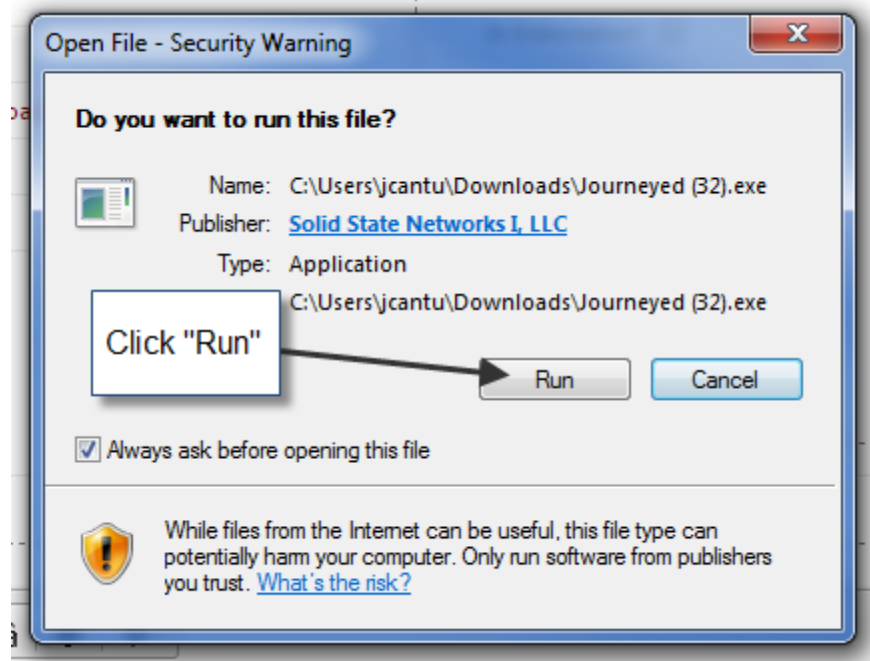 Open File - Security Warning
Do you want to run this file?
Name: C:\Users\jcantu\Downloads\Journeyed (32).exe
Publisher: Solid State Networks I, LLC
Type: Application
C:\Users\jcantu\Downloads\Journeyed (32).exe
Click "Run"
Run Cancel
Always ask before opening this file
While files from the Internet can be useful, this file type can
potentially harm your computer. Only run software from publishers
you trust. What's the risk?